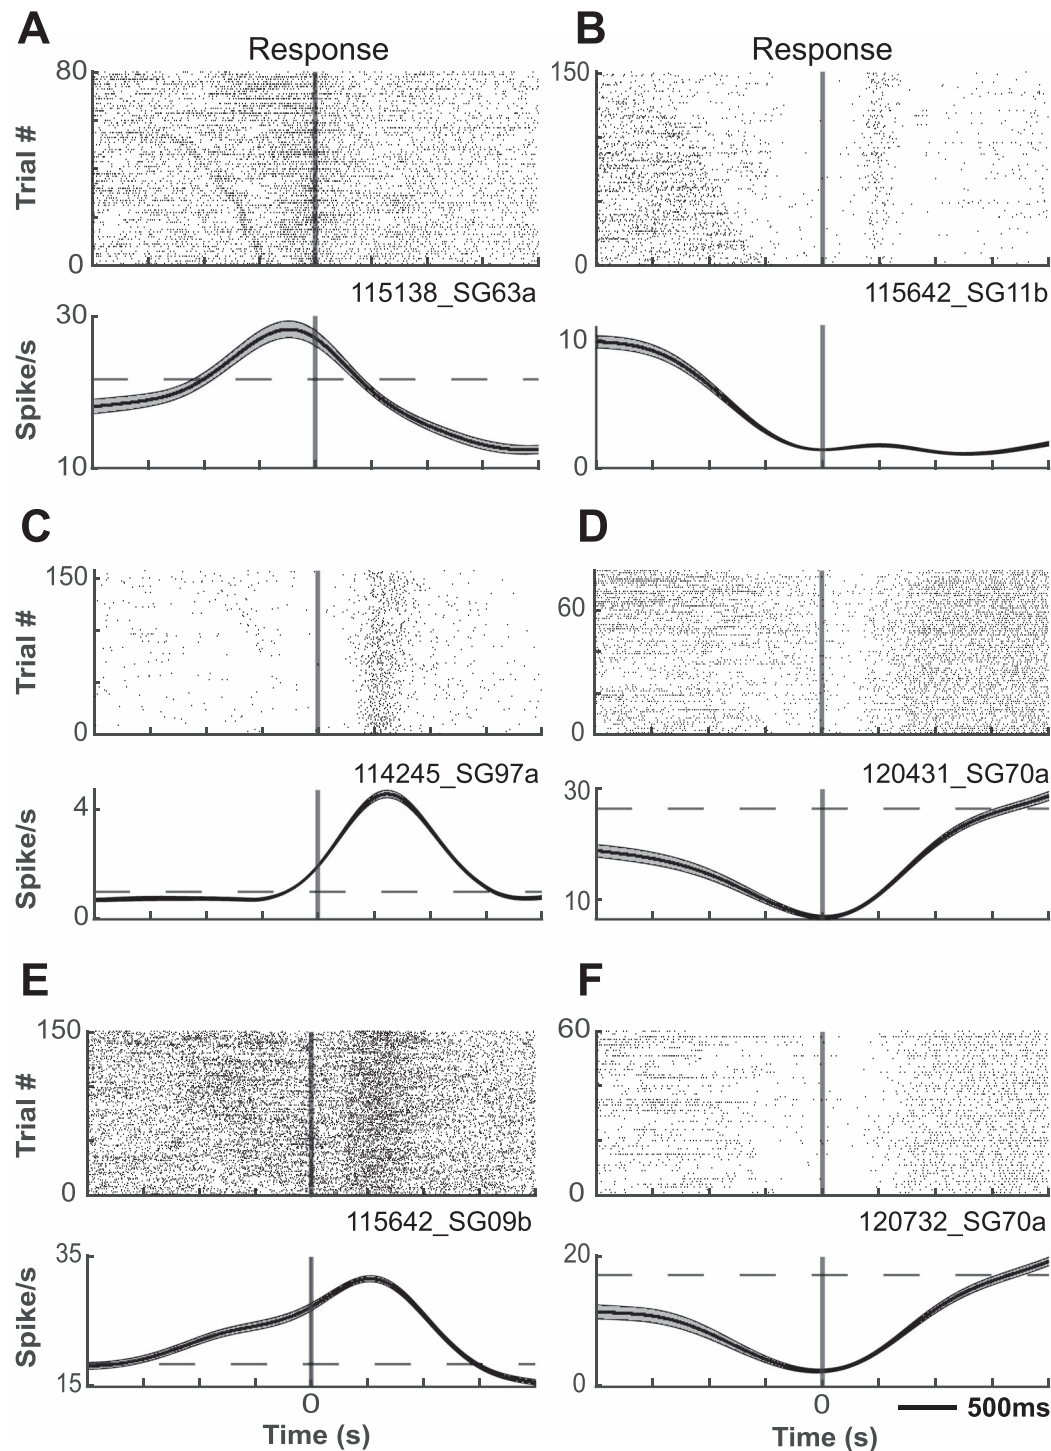 A
B
Response
Response
80
Trial #
0
150
0
115138_SG63a
115642_SG11b
30
Spike/s
10
10
0
C
D
150
Trial #
0
60
0
114245_SG97a
120431_SG70a
4
Spike/s
0
30
10
E
F
150
Trial #
0
60
0
115642_SG09b
120732_SG70a
35
Spike/s
15
20
0
0
Time (s)
0
500ms
Time (s)